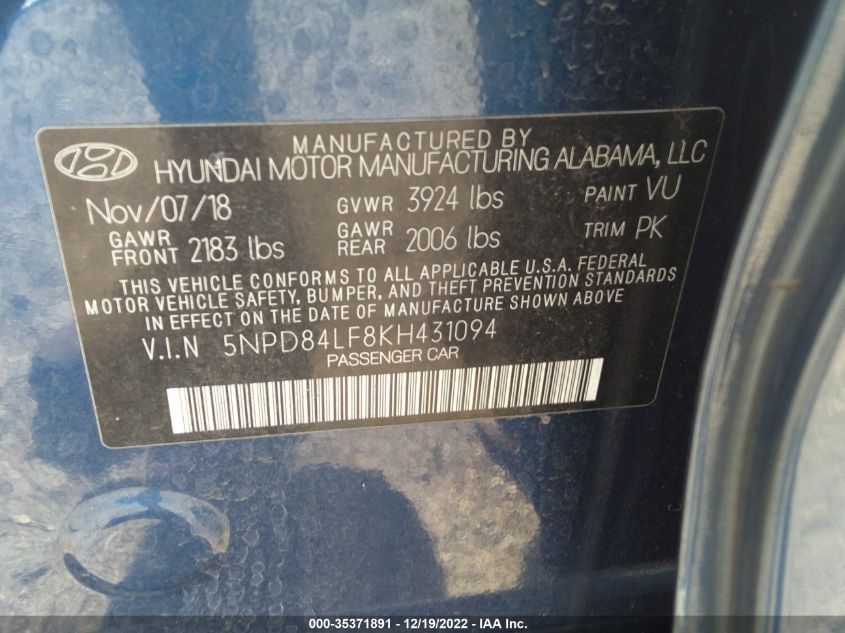 MANUFACTURED BY
HYUNDAI MOTOR MANUFACTURING ALABAMA, LLC
Nov/07/18 GVWR 3924 lbs PAINT VU
GAWR FRONT 2183 lbs GAWR REAR 2006 lbs TRIM PK
THIS VEHICLE CONFORMS TO ALL APPLICABLE U.S.A. FEDERAL
MOTOR VEHICLE SAFETY, BUMPER, AND THEFT PREVENTION STANDARDS
IN EFFECT ON THE DATE OF MANUFACTURE SHOWN ABOVE
V.I.N 5NPD84LF8KH431094
PASSENGER CAR
000-35371891 - 12/19/2022 - IAA Inc.